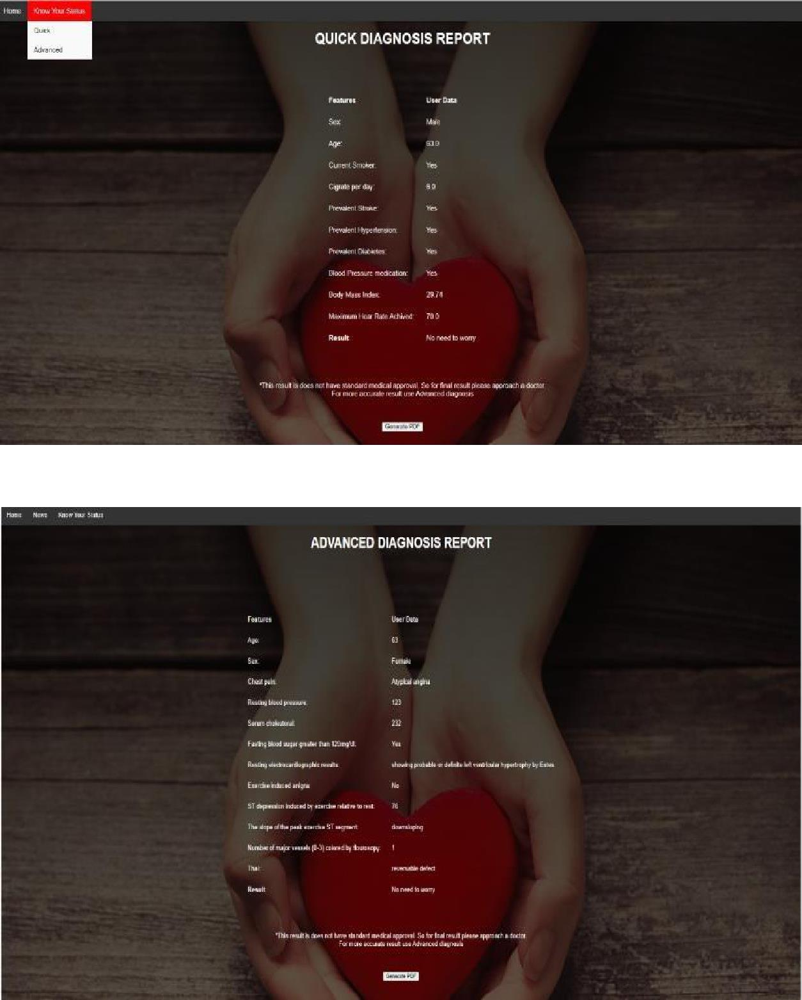 Home Know Your Status
Quick
Advanced
QUICK DIAGNOSIS REPORT
Features User Data
Sex: Male
Age: 63.0
Current Smoker: Yes
Cigrate per day: 6.0
Prevalent Stroke: Yes
Prevalent Hypertension: Yes
Prevalent Diabietes: Yes
Blood Pressure medication: Yes
Body Mass Index: 29.74
Maximum Hear Rate Achived: 70.0
Result No need to worry
*This result is does not have standard medical approval. So for final result please approach a doctor
For more accurate result use Advanced diagnosis
Generate PDF
Home News Know Your Status
ADVANCED DIAGNOSIS REPORT
Features User Data
Age: 63
Sex: Female
Chest pain: Atypical angina
Resting blood pressure: 123
Serum cholestoral: 232
Fasting blood sugar greater than 120mg/dl: Yes
Resting electrocardiographic results: showing probable or definite left ventricular hypertrophy by Estes
Exercise induced anigna: No
ST depression induced by exercise relative to rest: 76
The slope of the peak exercise ST segment: downsloping
Number of major vessels (0-3) colored by flourosopy: 1
Thal: reversable defect
Result: No need to worry
*This result is does not have standard medical approval. So for final result please approach a doctor
For more accurate result use Advanced diagnosis
Generate PDF